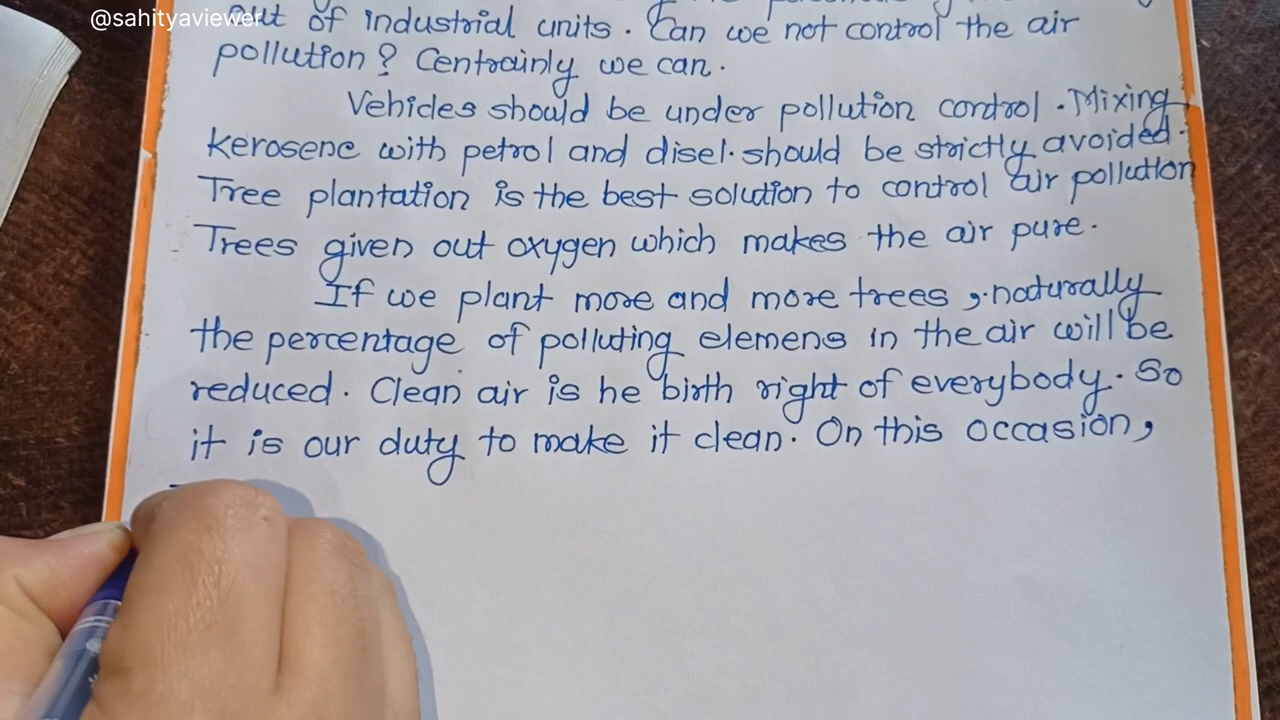 @sahityaviewer
out of industrial units. Can we not control the air
pollution? Centrainly we can.
Vehicles should be under pollution control. Mixing
kerosene with petrol and disel. should be strictly avoided.
Tree plantation is the best solution to control air pollution
Trees given out oxygen which makes the air pure.
If we plant more and more trees, naturally
the percentage of polluting elemens in the air will be
reduced. Clean air is he birth right of everybody. So
it is our duty to make it clean. On this occasion,